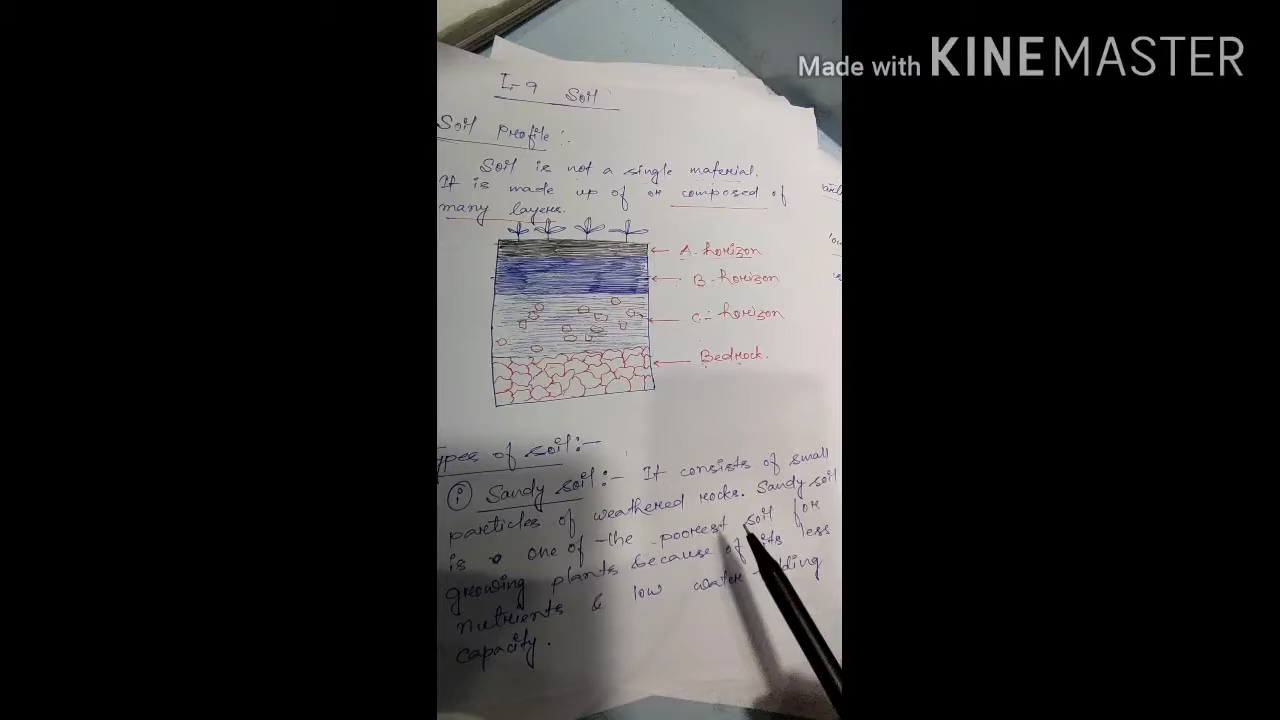 Made with KINEMASTER
L-9 Soil
Soil profile:-
Soil is not a single material.
It is made up of or composed of
many layers.
A-horizon
B-horizon
C-horizon
Bedrock.
Types of soil:-
(i) Sandy soil:- It consists of small
particles of weathered rocks. Sandy soil
is one of the poorest soil for
growing plants because of its less
nutrients & low water
capacity.